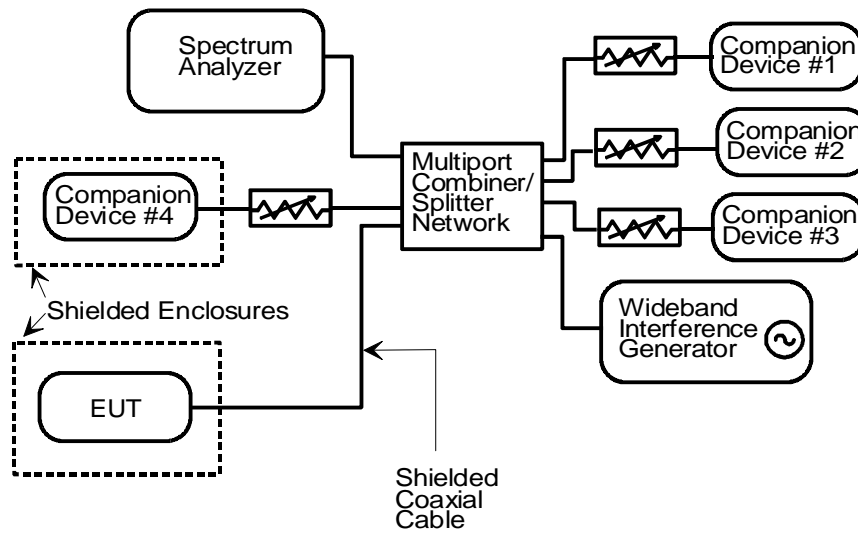 Spectrum
Analyzer
Companion
Device #1
Companion
Device #2
Companion
Device #3
Multiport
Combiner/
Splitter
Network
Companion
Device #4
Shielded Enclosures
Wideband
Interference
Generator
EUT
Shielded
Coaxial
Cable